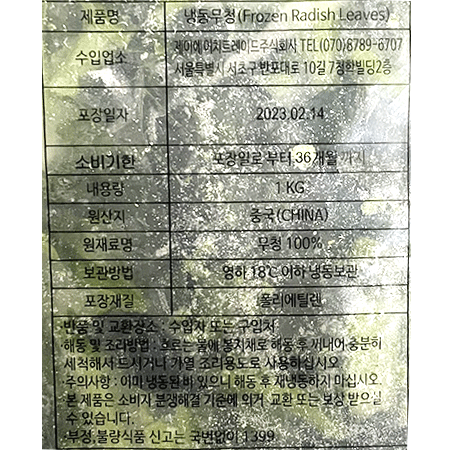 제품명 냉동무청(Frozen Radish Leaves)
수입업소 제이에이치트레이드주식회사 TEL(070)8789-6707
서울특별시 서초구 반포대로 10길 7정학빌딩2층
포장일자 2023.02.14
소비기한 포장일로 부터 36개월 까지
내용량 1 KG
원산지 중국(CHINA)
원재료명 무청 100%
보관방법 영하 18℃ 이하 냉동보관
포장재질 폴리에틸렌
반품 및 교환장소 : 수입자 또는 구입처
·해동 및 조리방법 : 흐르는 물에 봉지채로 해동 후 꺼내어 충분히
세척해서 드시거나 가열 조리용도로 사용하십시오
·주의사항 : 이미 냉동된 바 있으니 해동 후 재냉동하지 마십시오.
본 제품은 소비자 분쟁해결 기준에 의거 교환 또는 보상 받으실
수 있습니다.
·부정,불량식품 신고는 국번없이 1399